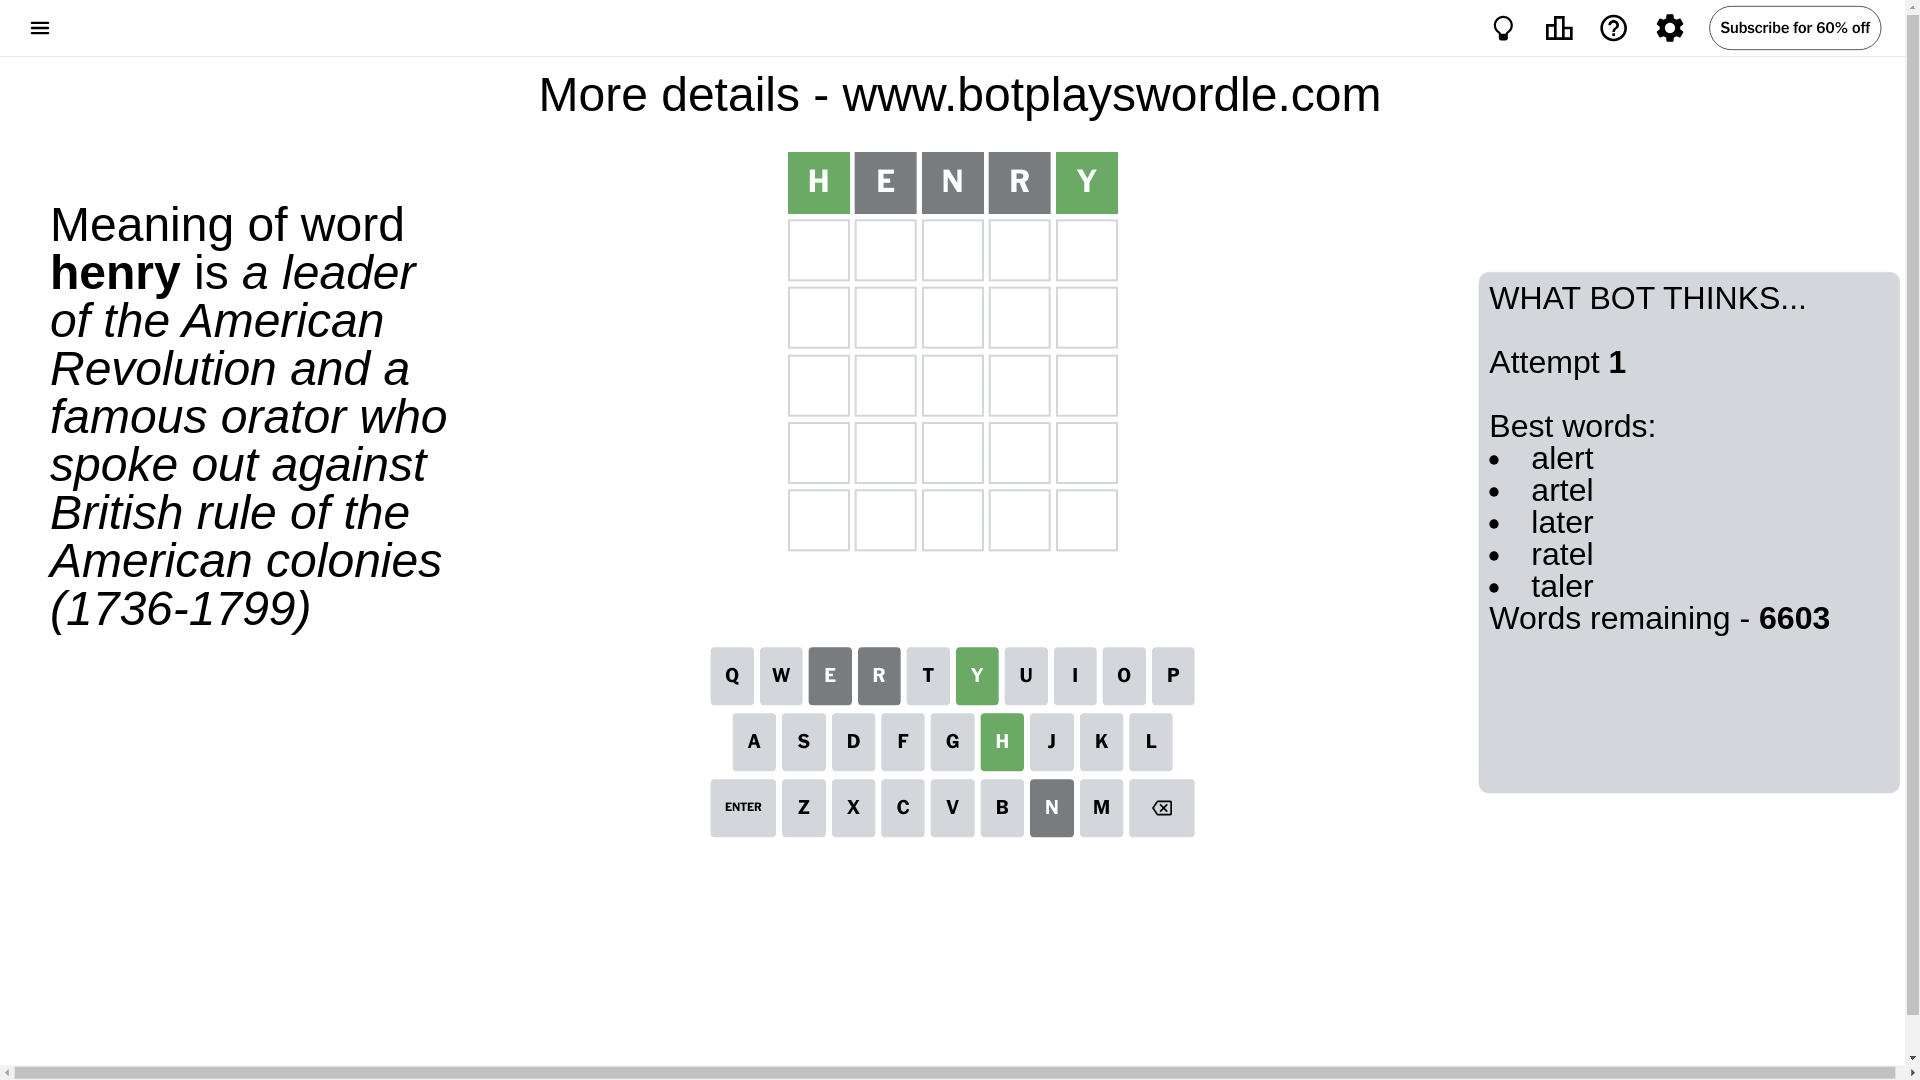 Subscribe for 60% off
More details - www.botplayswordle.com
H E N R Y
Meaning of word
henry is a leader
of the American
Revolution and a
famous orator who
spoke out against
British rule of the
American colonies
(1736-1799)
WHAT BOT THINKS...
Attempt 1
Best words:
• alert
• artel
• later
• ratel
• taler
Words remaining - 6603
Q W E R T Y U I O P
A S D F G H J K L
ENTER Z X C V B N M